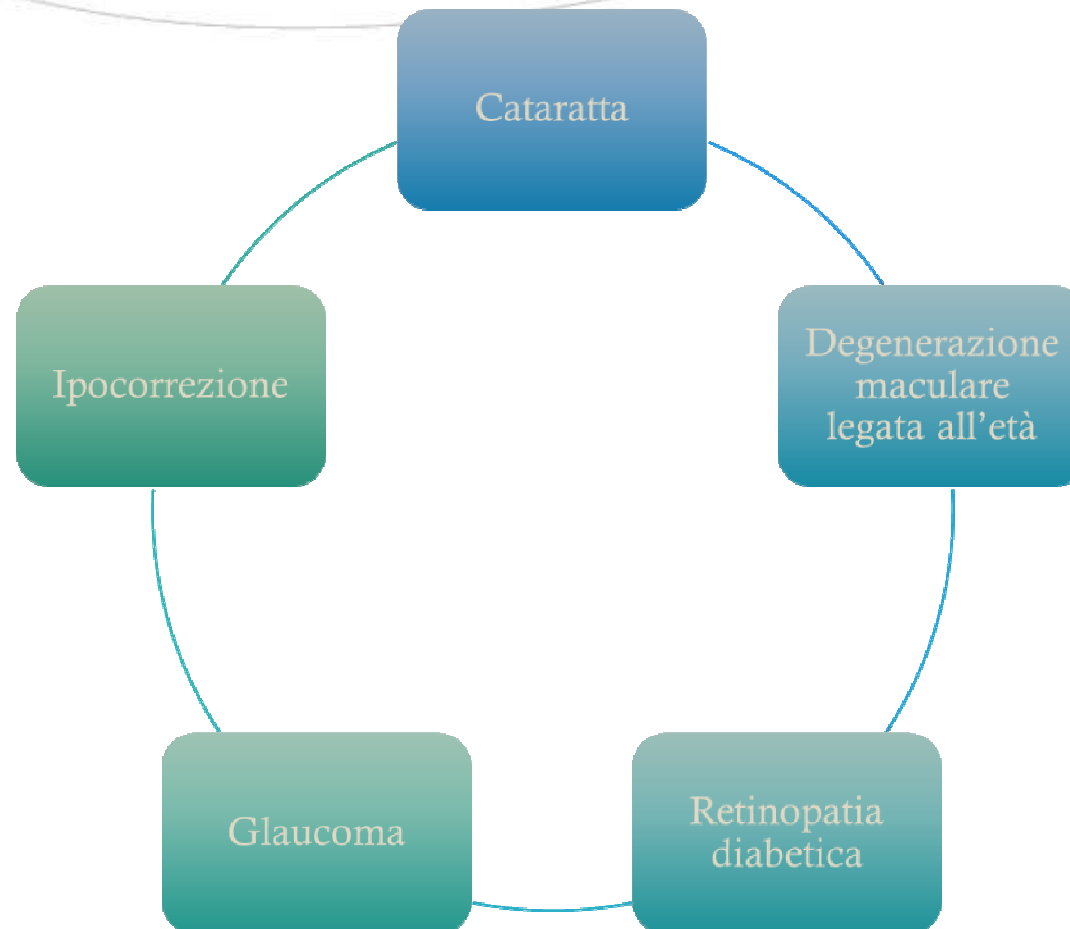 Cataratta
Degenerazione
maculare
legata all’età
Retinopatia
diabetica
Glaucoma
Ipocorrezione